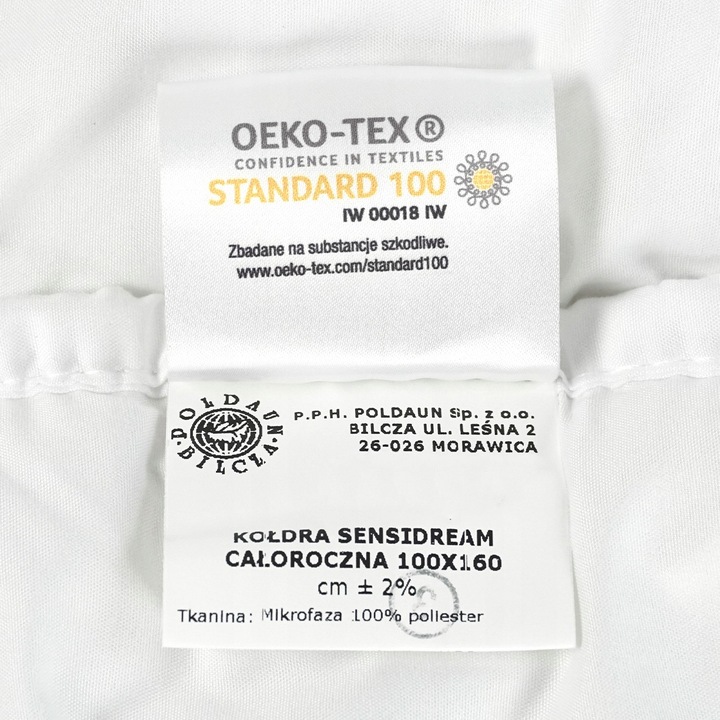 OEKO-TEX®
CONFIDENCE IN TEXTILES
STANDARD 100
IW 00018 IW
Zbadane na substancje szkodliwe.
www.oeko-tex.com/standard100
POLDAUN
BILCZA
P.P.H. POLDAUN Sp. z o.o.
BILCZA UL. LEŚNA 2
26-026 MORAWICA
KOŁDRA SENSIDREAM
CAŁOROCZNA 100X160
cm ± 2%
Tkanina: Mikrofaza 100% poliester